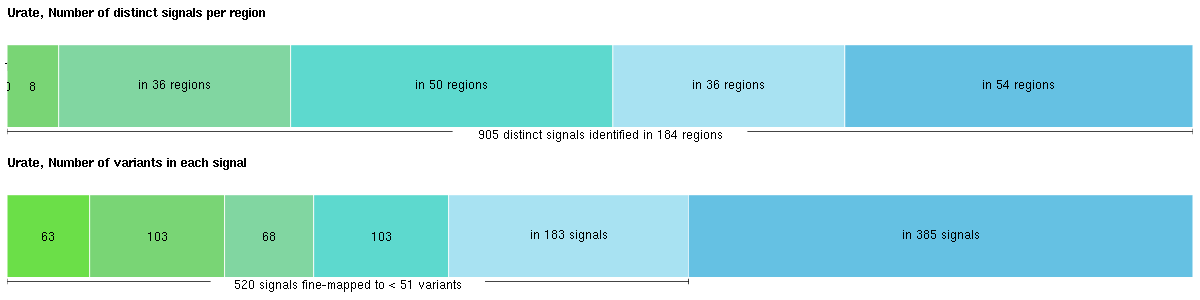 Urate, Number of distinct signals per region
0 8 in 36 regions in 50 regions in 36 regions in 54 regions
905 distinct signals identified in 184 regions
Urate, Number of variants in each signal
63 103 68 103 in 183 signals in 385 signals
520 signals fine-mapped to < 51 variants